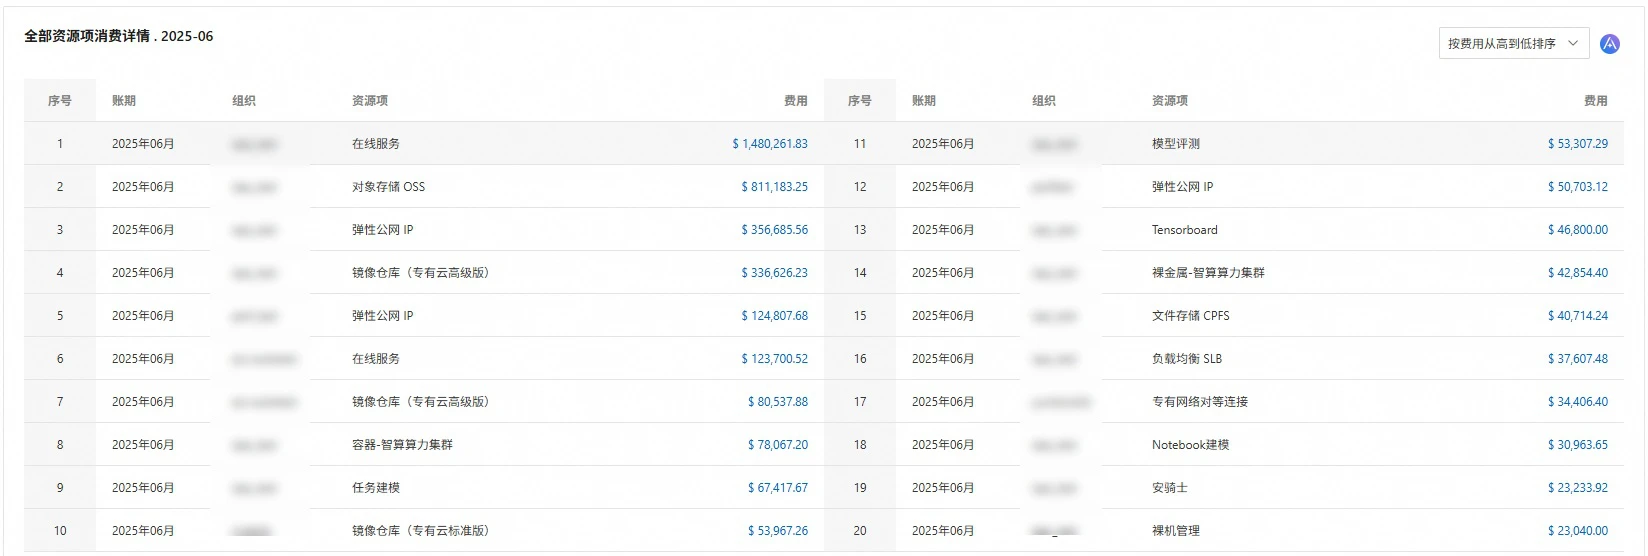 全部资源项消费详情 . 2025-06
按费用从高到低排序
序号 账期 组织 资源项 费用 序号 账期 组织 资源项 费用
1 2025年06月 在线服务 $ 1,480,261.83 11 2025年06月 模型评测 $ 53,307.29
2 2025年06月 对象存储 OSS $ 811,183.25 12 2025年06月 弹性公网 IP $ 50,703.12
3 2025年06月 弹性公网 IP $ 356,685.56 13 2025年06月 Tensorboard $ 46,800.00
4 2025年06月 镜像仓库（专有云高级版） $ 336,626.23 14 2025年06月 裸金属-智算算力集群 $ 42,854.40
5 2025年06月 弹性公网 IP $ 124,807.68 15 2025年06月 文件存储 CPFS $ 40,714.24
6 2025年06月 在线服务 $ 123,700.52 16 2025年06月 负载均衡 SLB $ 37,607.48
7 2025年06月 镜像仓库（专有云高级版） $ 80,537.88 17 2025年06月 专有网络对等连接 $ 34,406.40
8 2025年06月 容器-智算算力集群 $ 78,067.20 18 2025年06月 Notebook建模 $ 30,963.65
9 2025年06月 任务建模 $ 67,417.67 19 2025年06月 安骑士 $ 23,233.92
10 2025年06月 镜像仓库（专有云标准版） $ 53,967.26 20 2025年06月 裸机管理 $ 23,040.00